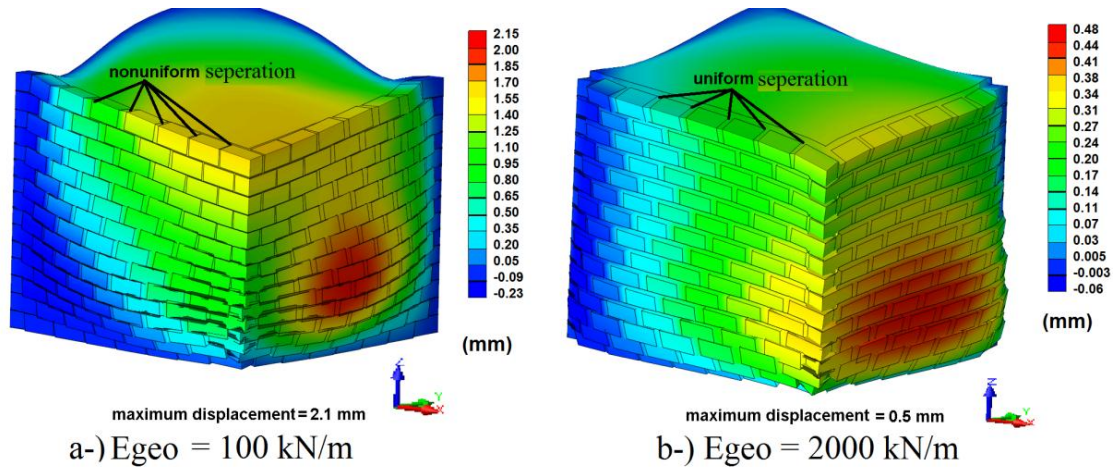 nonuniform seperation
2.15
2.00
1.85
1.70
1.55
1.40
1.25
1.10
0.95
0.80
0.65
0.50
0.35
0.20
0.05
-0.09
-0.23
(mm)
Z
Y
X
maximum displacement = 2.1 mm
a-) Egeo = 100 kN/m
uniform seperation
0.48
0.44
0.41
0.38
0.34
0.31
0.27
0.24
0.20
0.17
0.14
0.11
0.07
0.03
0.005
-0.003
-0.06
(mm)
Z
Y
X
maximum displacement = 0.5 mm
b-) Egeo = 2000 kN/m